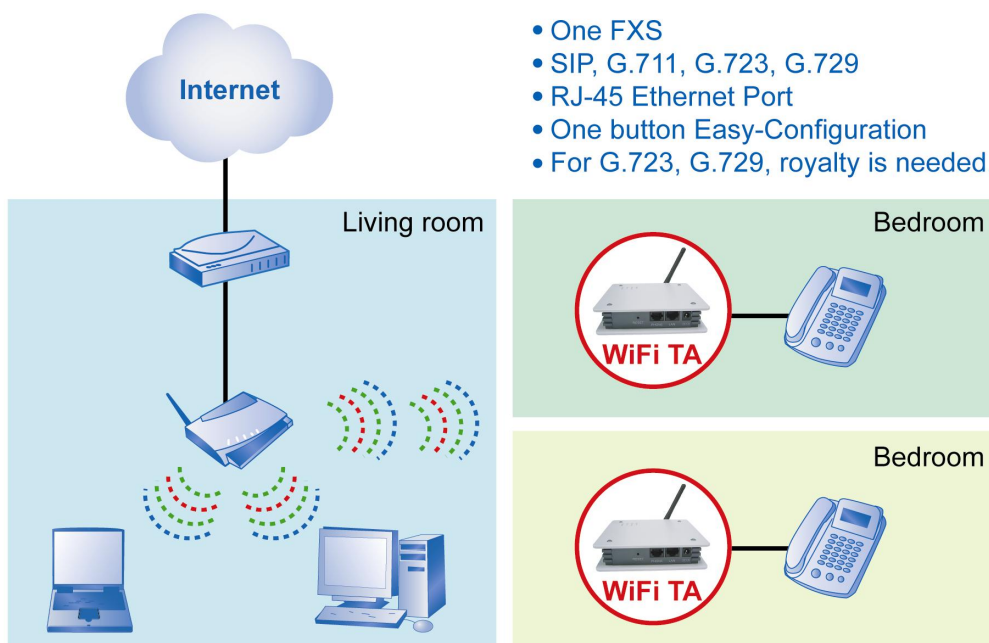 Internet
• One FXS
• SIP, G.711, G.723, G.729
• RJ-45 Ethernet Port
• One button Easy-Configuration
• For G.723, G.729, royalty is needed
Living room
Bedroom
WiFi TA
Bedroom
WiFi TA